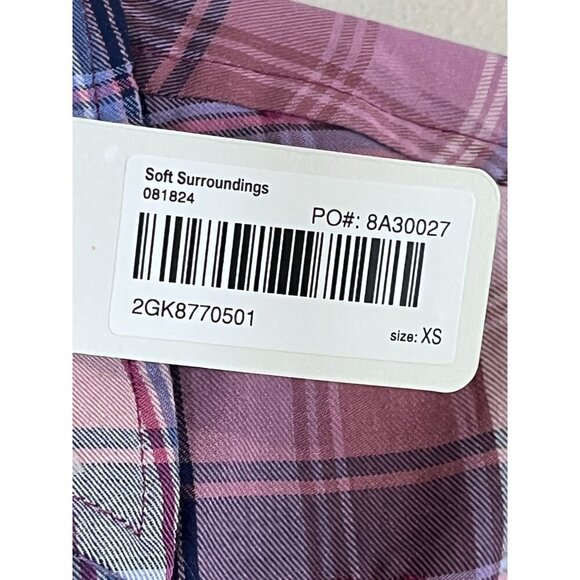 Soft Surroundings
081824
PO#: 8A30027
2GK8770501
size: XS